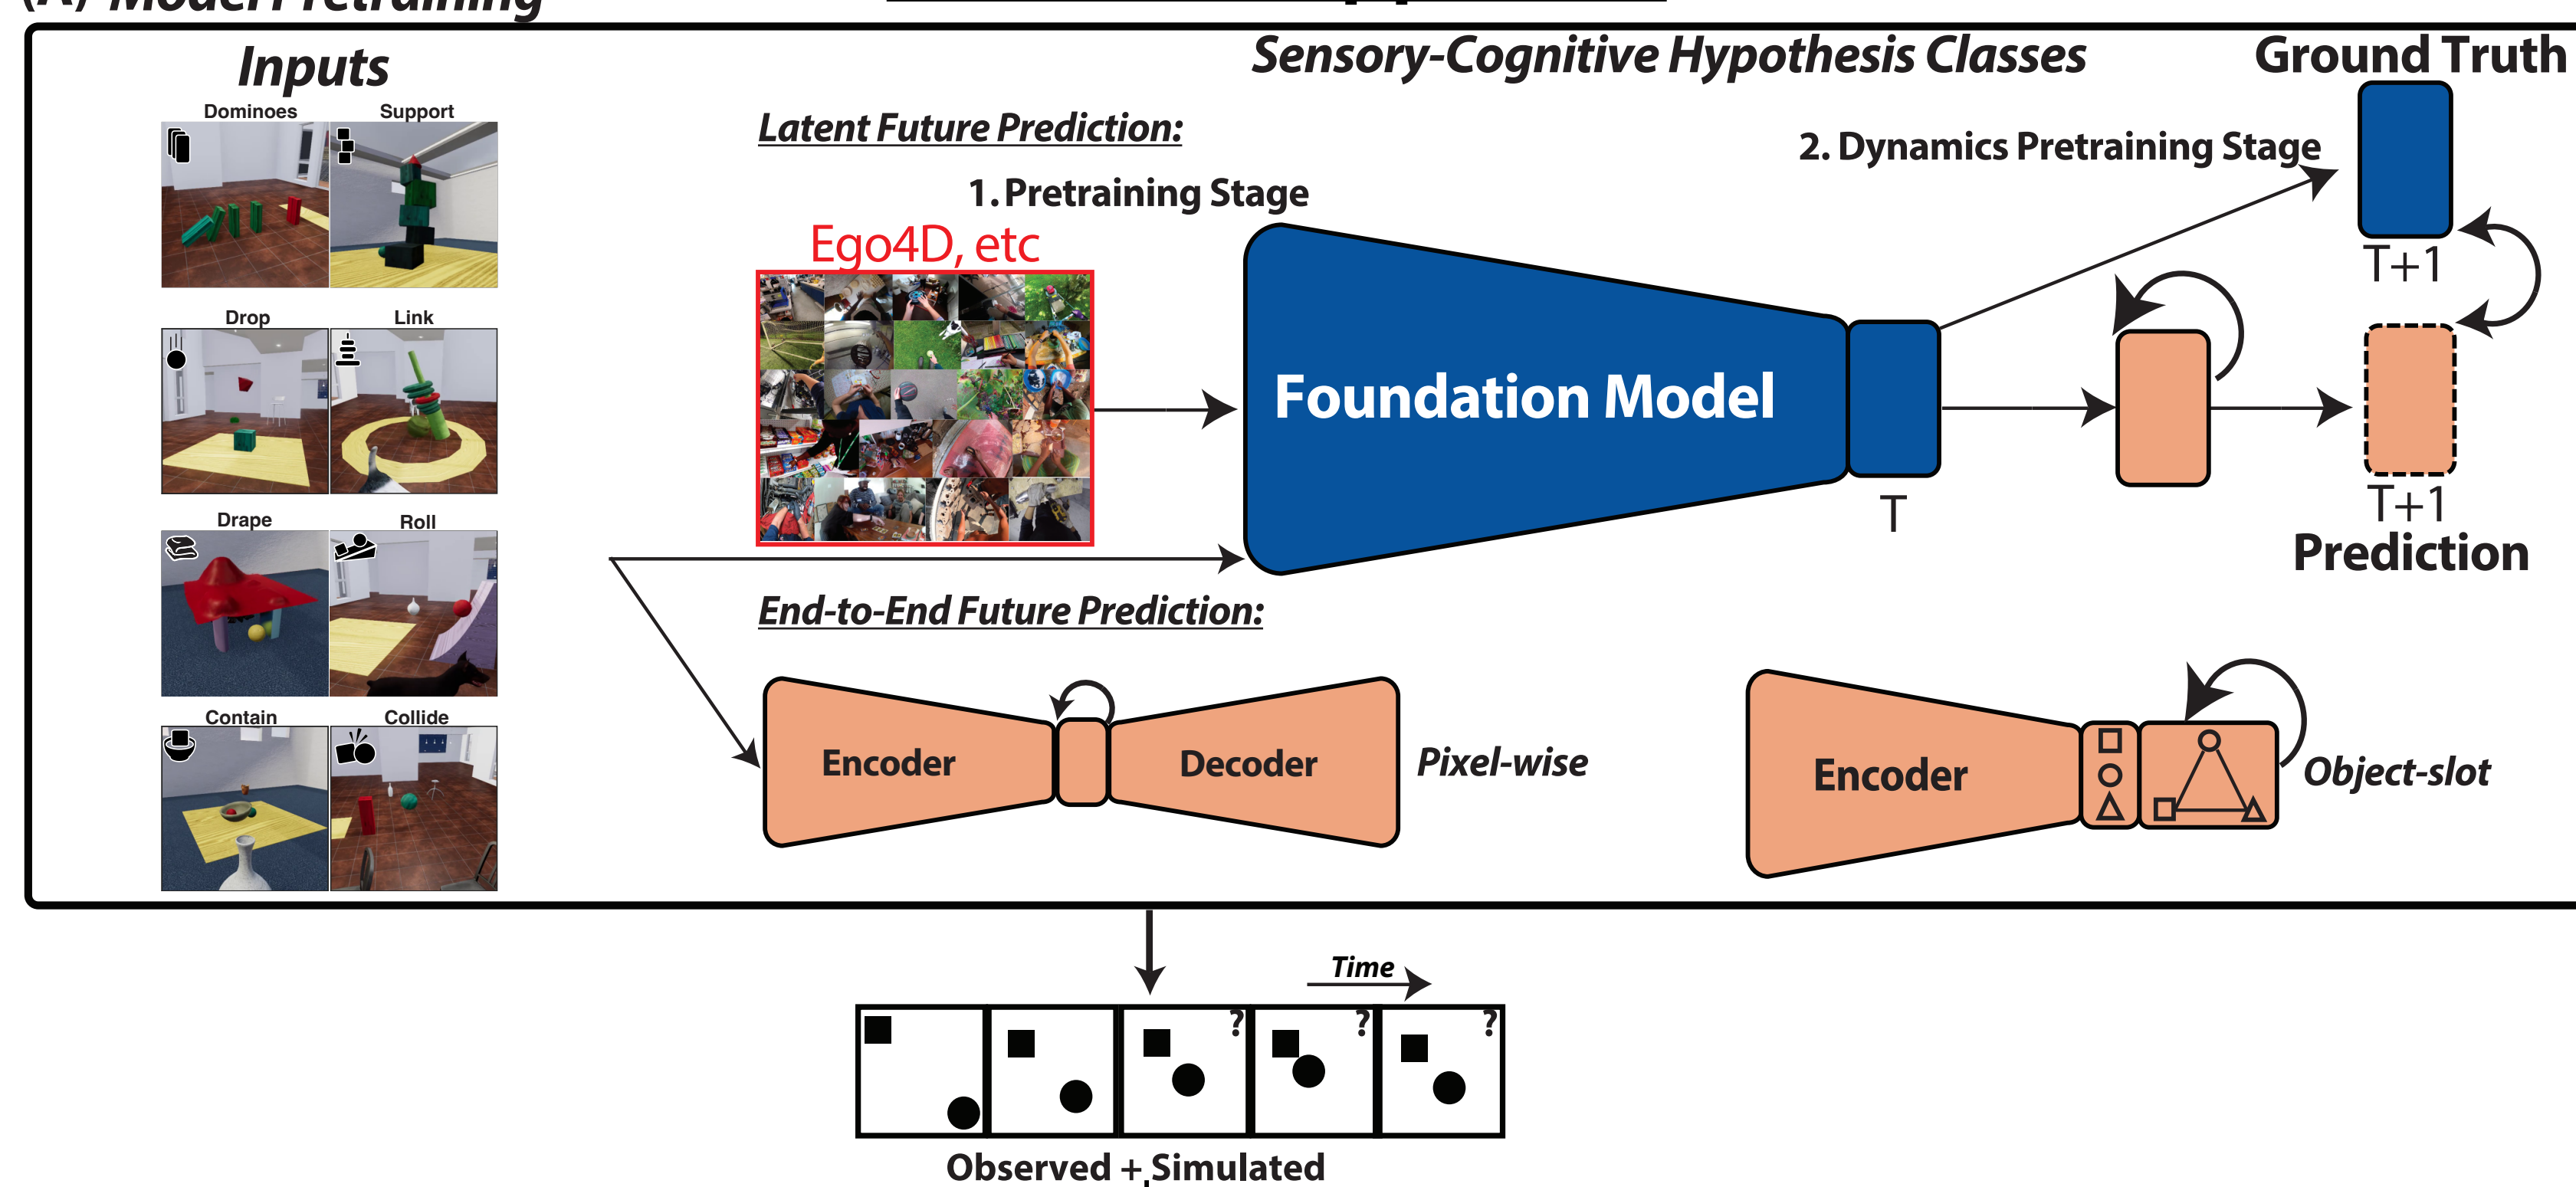 Model Pretraining
Inputs
Sensory-Cognitive Hypothesis Classes
Ground Truth
Dominoes
Support
Drop
Link
Drape
Roll
Contain
Collide
Latent Future Prediction:
1. Pretraining Stage
2. Dynamics Pretraining Stage
Ego4D, etc
Foundation Model
T
T+1
T+1
Prediction
End-to-End Future Prediction:
Encoder
Decoder
Pixel-wise
Encoder
Object-slot
Time
?
?
?
Observed + Simulated